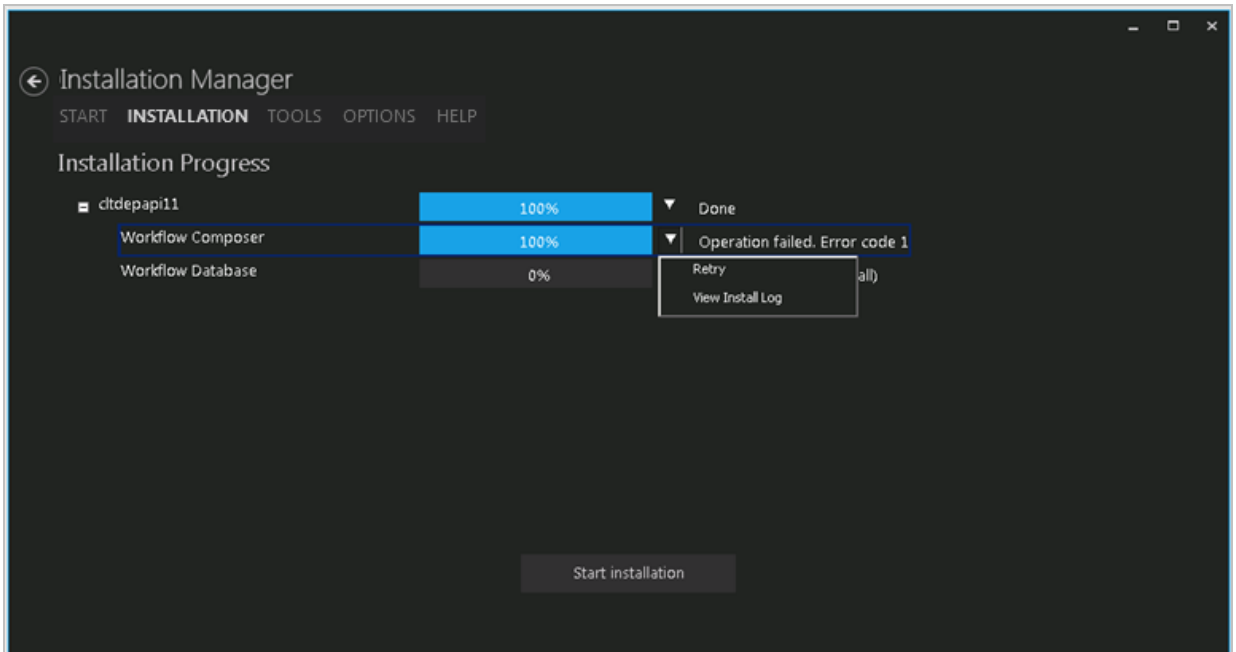 Installation Manager
START INSTALLATION TOOLS OPTIONS HELP
Installation Progress
cltdepapi11 100% Done
Workflow Composer 100% Operation failed. Error code 1
Workflow Database 0% all)
Retry
View Install Log
Start installation